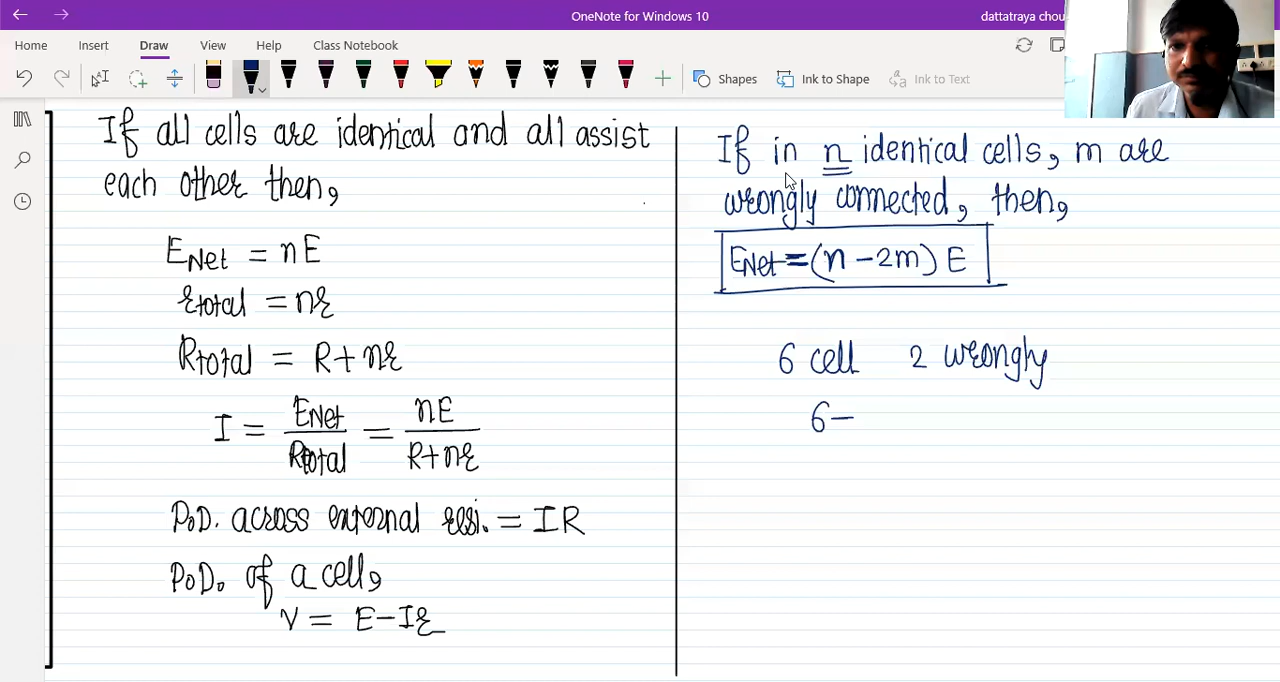 OneNote for Windows 10
dattatraya chou
Home Insert Draw View Help Class Notebook
Shapes Ink to Shape Ink to Text
If all cells are identical and all assist
each other then,
ENet = nE
rtotal = nr
Rtotal = R + nr
I = ENet / Rtotal = nE / R + nr
P.D. across external resi. = IR
P.D. of a cell,
V = E - Ir
If in n identical cells, m are
wrongly connected, then,
ENet = (n - 2m) E
6 cell 2 wrongly
6 -